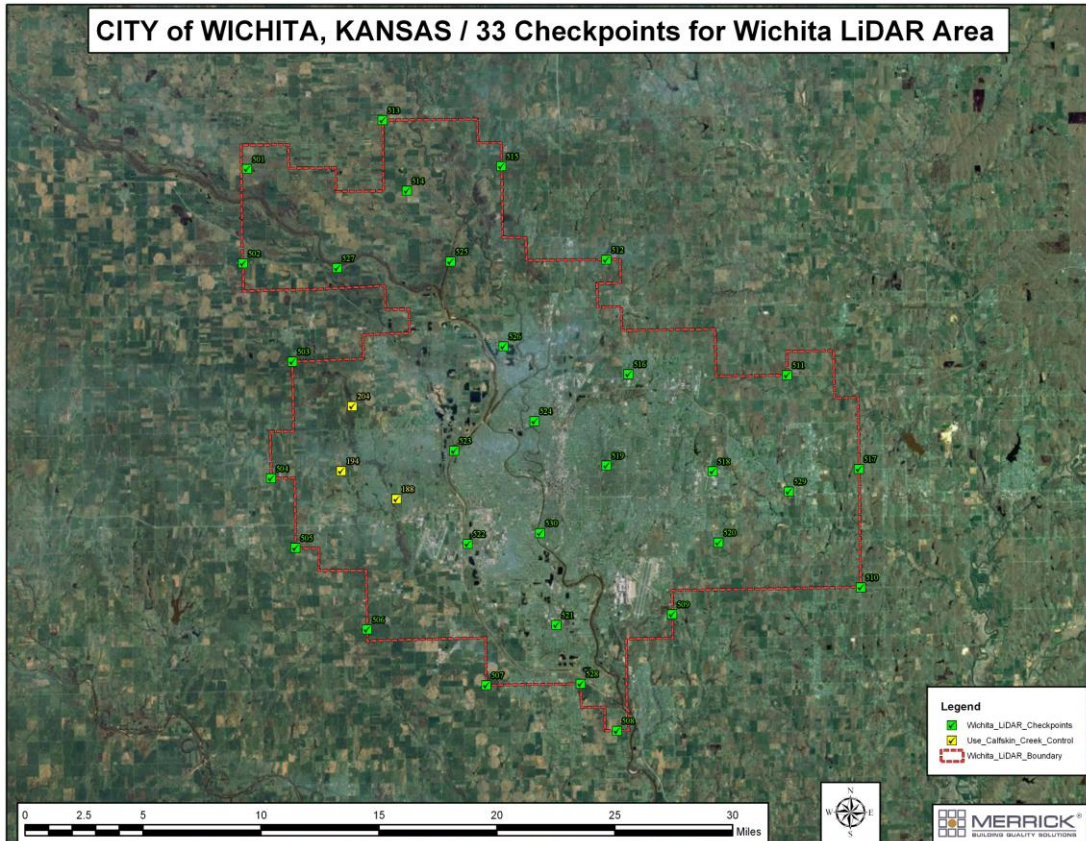 CITY of WICHITA, KANSAS / 33 Checkpoints for Wichita LiDAR Area
513
501
515
514
502
527
525
512
526
503
516
511
204
524
523
519
194
518
517
504
529
188
530
522
520
505
510
509
521
506
507
528
508
Legend
Wichita_LiDAR_Checkpoints
Use_Calfskin_Creek_Control
Wichita_LiDAR_Boundary
0 2.5 5 10 15 20 25 30
Miles
N
W E
S
MERRICK®
BUILDING QUALITY SOLUTIONS